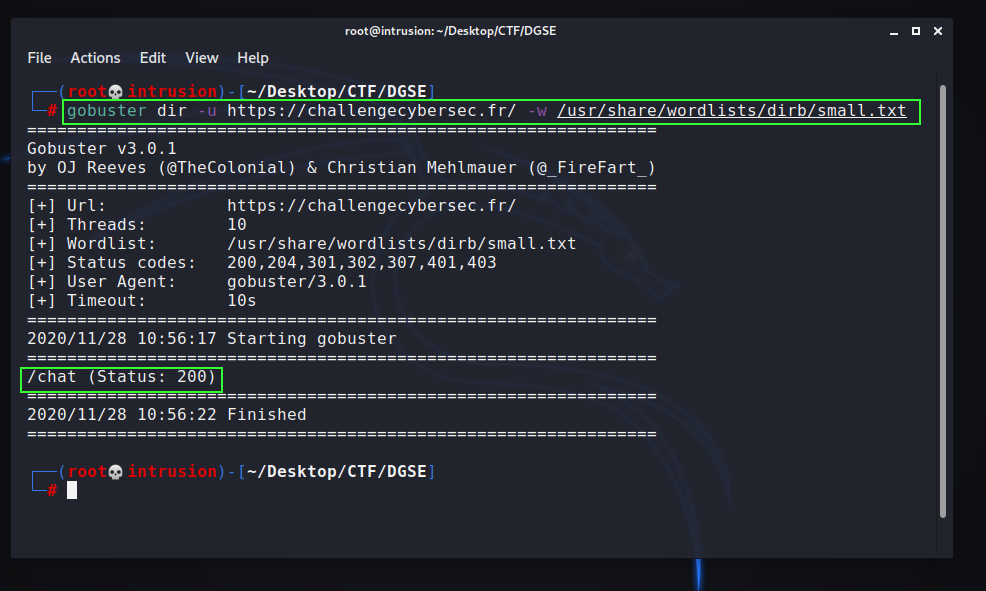 root@intrusion: ~/Desktop/CTF/DGSE
File Actions Edit View Help
┌──(root💀intrusion)-[~/Desktop/CTF/DGSE]
└─# gobuster dir -u https://challengecybersec.fr/ -w /usr/share/wordlists/dirb/small.txt
===============================================================
Gobuster v3.0.1
by OJ Reeves (@TheColonial) & Christian Mehlmauer (@_FireFart_)
===============================================================
[+] Url:            https://challengecybersec.fr/
[+] Threads:        10
[+] Wordlist:       /usr/share/wordlists/dirb/small.txt
[+] Status codes:   200,204,301,302,307,401,403
[+] User Agent:     gobuster/3.0.1
[+] Timeout:        10s
===============================================================
2020/11/28 10:56:17 Starting gobuster
===============================================================
/chat (Status: 200)
===============================================================
2020/11/28 10:56:22 Finished
===============================================================
┌──(root💀intrusion)-[~/Desktop/CTF/DGSE]
└─#